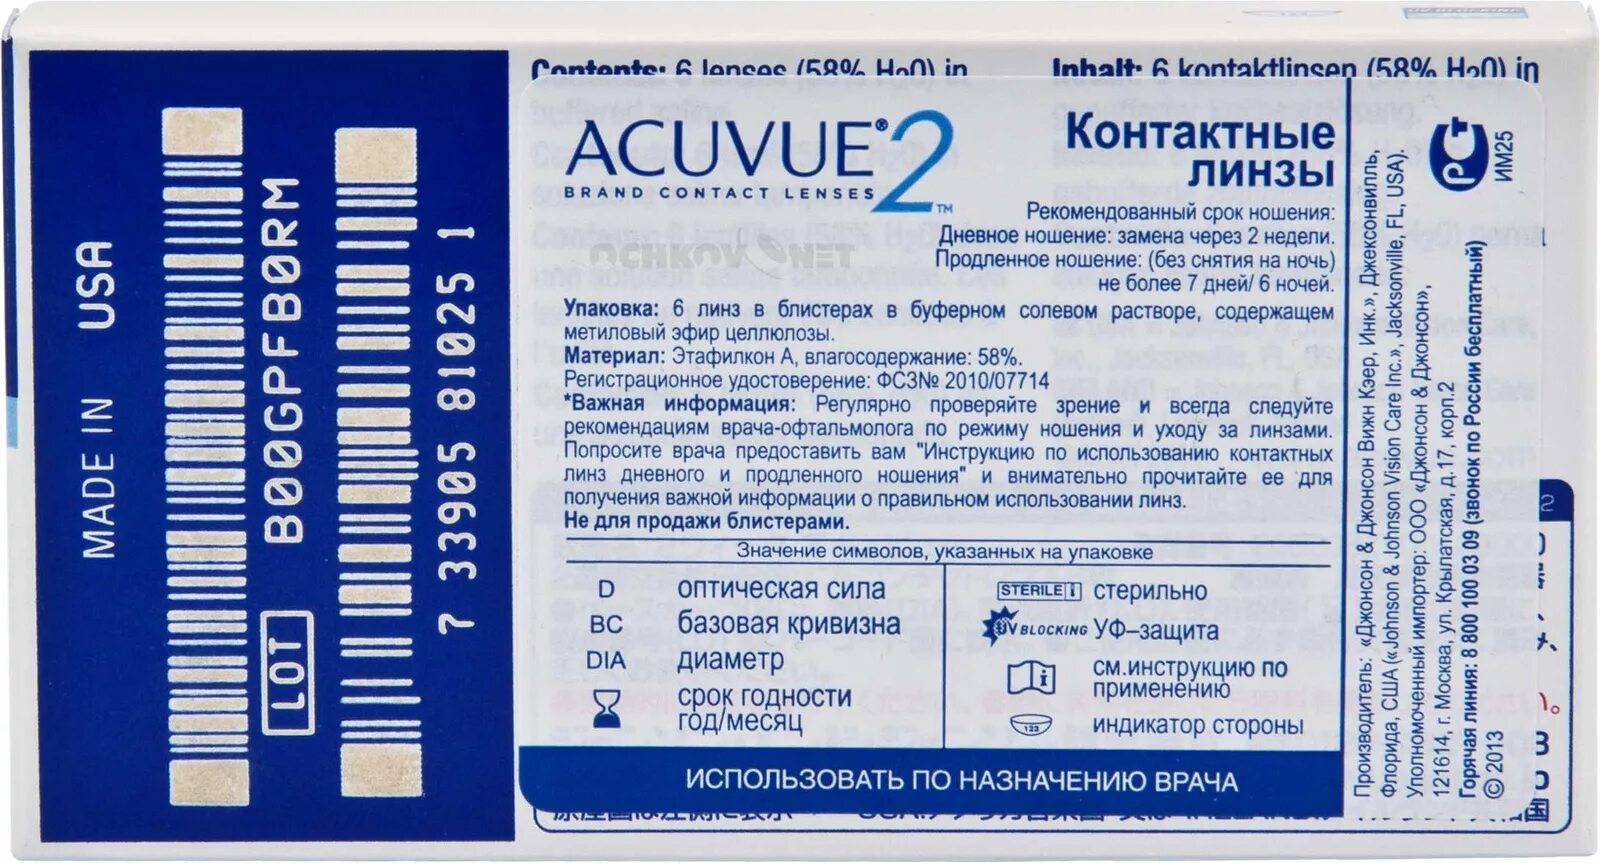 Contents: 6 lenses (58% H2O) in
Inhalt: 6 kontaktlinsen (58% H2O) in
MADE IN USA
B00GPFB0RM
LOT
7 33905 81025 1
ACUVUE®2™
BRAND CONTACT LENSES
OCHKOV.NET
Контактные
линзы
Рекомендованный срок ношения:
Дневное ношение: замена через 2 недели.
Продленное ношение: (без снятия на ночь)
не более 7 дней/ 6 ночей.
Упаковка: 6 линз в блистерах в буферном солевом растворе, содержащем
метиловый эфир целлюлозы.
Материал: Этафилкон А, влагосодержание: 58%.
Регистрационное удостоверение: ФСЗ№ 2010/07714
*Важная информация: Регулярно проверяйте зрение и всегда следуйте
рекомендациям врача-офтальмолога по режиму ношения и уходу за линзами.
Попросите врача предоставить вам "Инструкцию по использованию контактных
линз дневного и продленного ношения" и внимательно прочитайте ее для
получения важной информации о правильном использовании линз.
Не для продажи блистерами.
Значение символов, указанных на упаковке
D оптическая сила
BC базовая кривизна
DIA диаметр
срок годности
год/месяц
STERILE i стерильно
UV BLOCKING УФ–защита
i см.инструкцию по
применению
123 индикатор стороны
ИСПОЛЬЗОВАТЬ ПО НАЗНАЧЕНИЮ ВРАЧА
РСТ
ИМ25
Производитель: «Джонсон & Джонсон Вижн Кэер, Инк.», Джексонвилль,
Флорида, США («Johnson & Johnson Vision Care Inc.», Jacksonville, FL, USA),
Уполномоченный импортер: ООО «Джонсон & Джонсон»,
121614, г. Москва, ул. Крылатская, д.17, корп.2
Горячая линия: 8 800 100 03 09 (звонок по России бесплатный)
© 2013